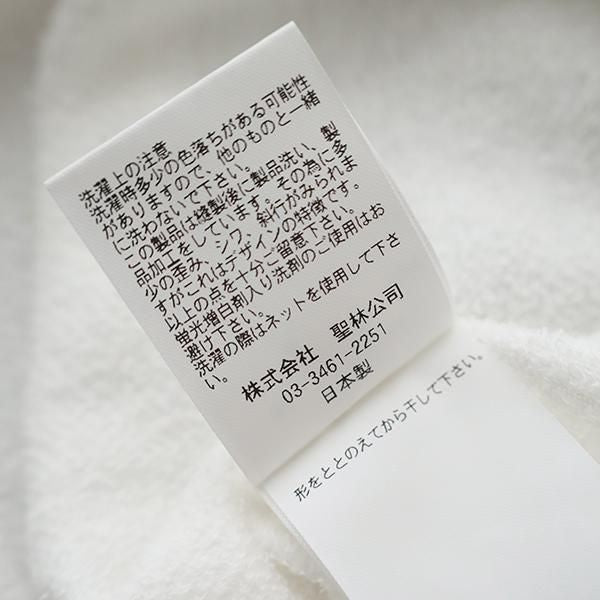 洗濯上の注意
洗濯時多少の色落ちがある可能性
がありますので、他のものと一緒
に洗わないで下さい。
この製品は縫製後に製品洗い、製
品加工をしています。その為に多
少の歪み、シワ、斜行がみられま
すがこれはデザインの特徴です。
以上の点を十分ご留意下さい。
蛍光増白剤入り洗剤のご使用はお
避け下さい。
洗濯の際はネットを使用して下さ
い。
株式会社 聖林公司
03-3461-2251
日本製
形をととのえてから干して下さい。